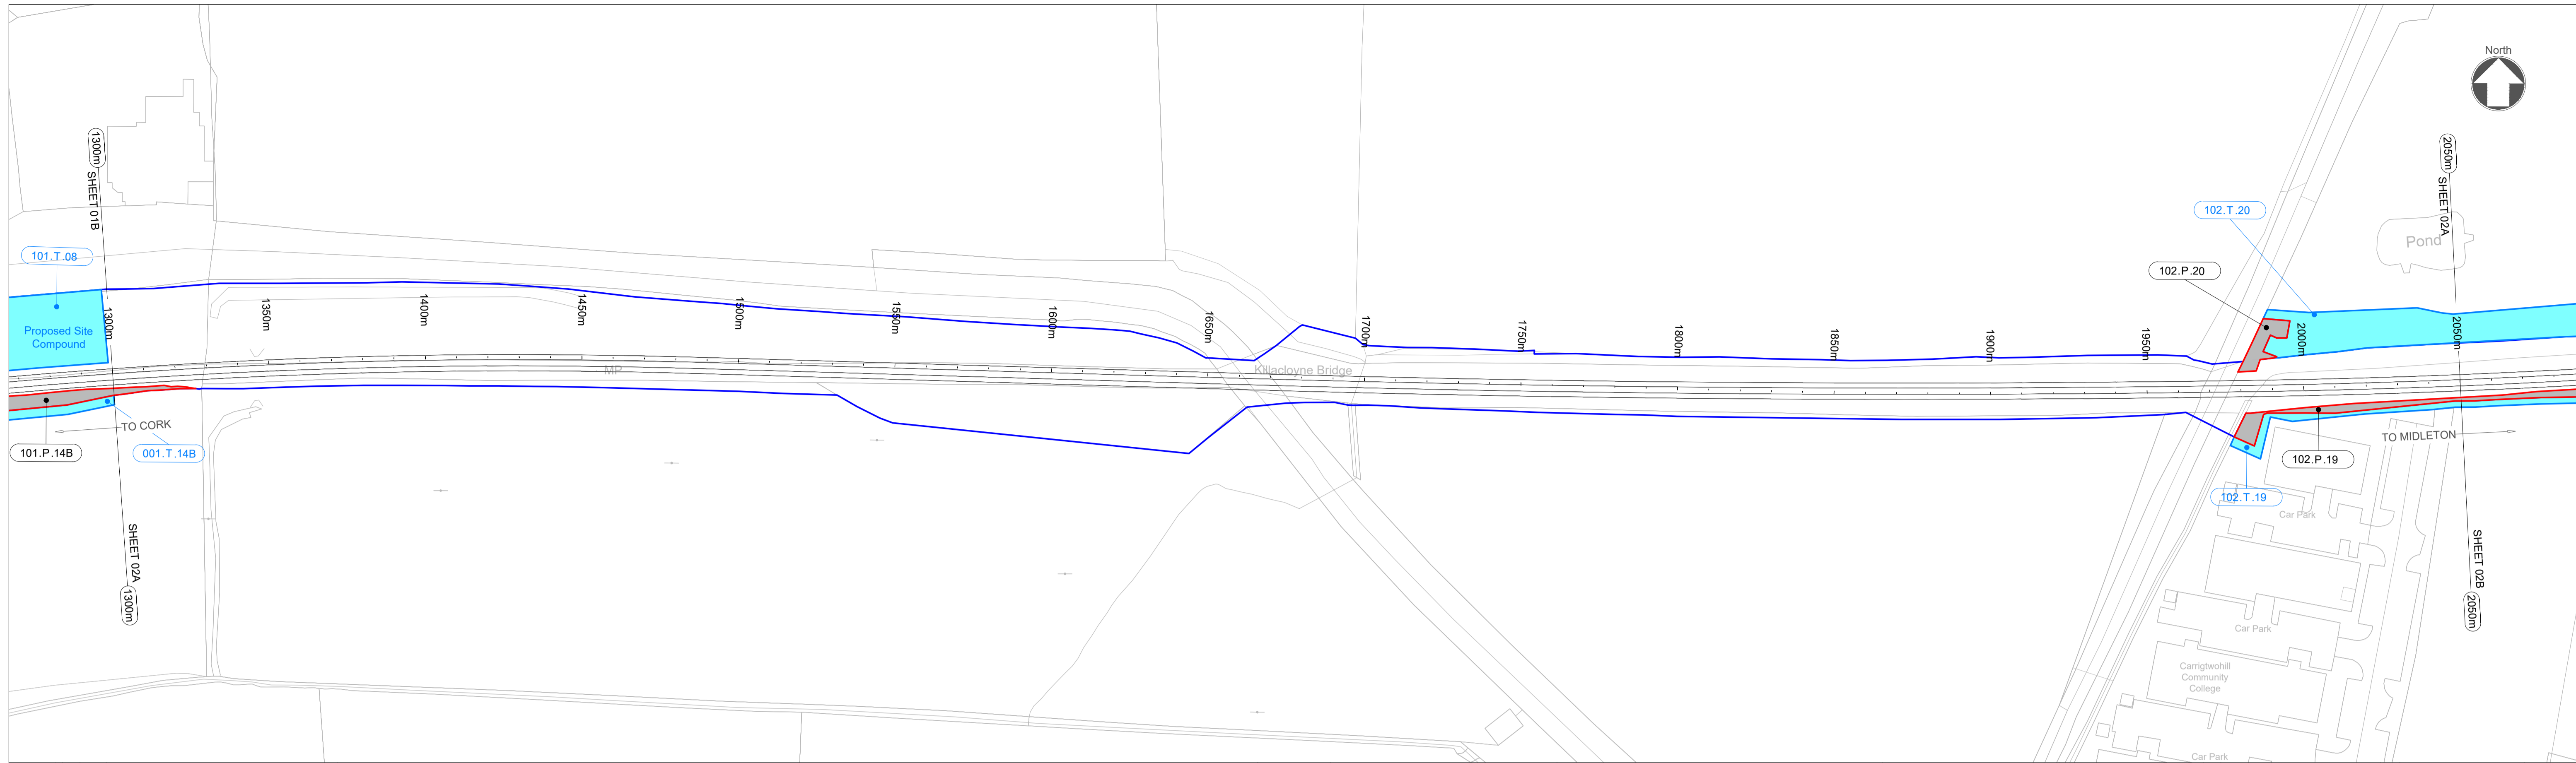 North
1300m
SHEET 01B
2050m
SHEET 02A
102.T.20
Pond
101.T.08
102.P.20
Proposed Site
Compound
1300m
1350m
1400m
1450m
1500m
1550m
1600m
1650m
1700m
1750m
1800m
1850m
1900m
1950m
2000m
2050m
MP
Killacloyne Bridge
TO CORK
TO MIDLETON
101.P.14B
001.T.14B
102.P.19
102.T.19
Car Park
SHEET 02A
1300m
SHEET 02B
2050m
Car Park
Carrigtwohill
Community
College
Car Park